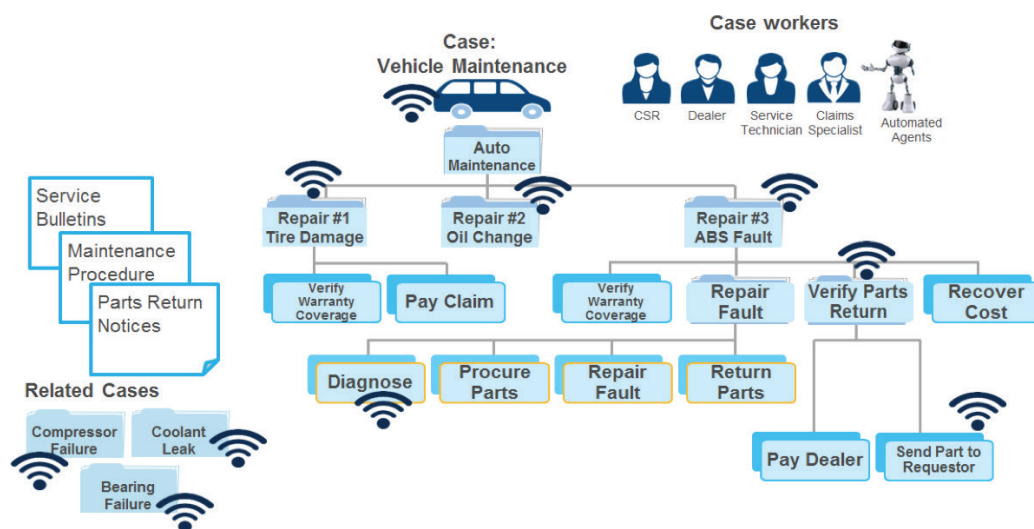 Case workers
Case:
Vehicle Maintenance
CSR
Dealer
Service
Technician
Claims
Specialist
Automated
Agents
Auto
Maintenance
Service
Bulletins
Maintenance
Procedure
Parts Return
Notices
Repair #1
Tire Damage
Repair #2
Oil Change
Repair #3
ABS Fault
Verify
Warranty
Coverage
Pay Claim
Verify
Warranty
Coverage
Repair
Fault
Verify Parts
Return
Recover
Cost
Diagnose
Procure
Parts
Repair
Fault
Return
Parts
Related Cases
Compressor
Failure
Coolant
Leak
Bearing
Failure
Pay Dealer
Send Part to
Requestor